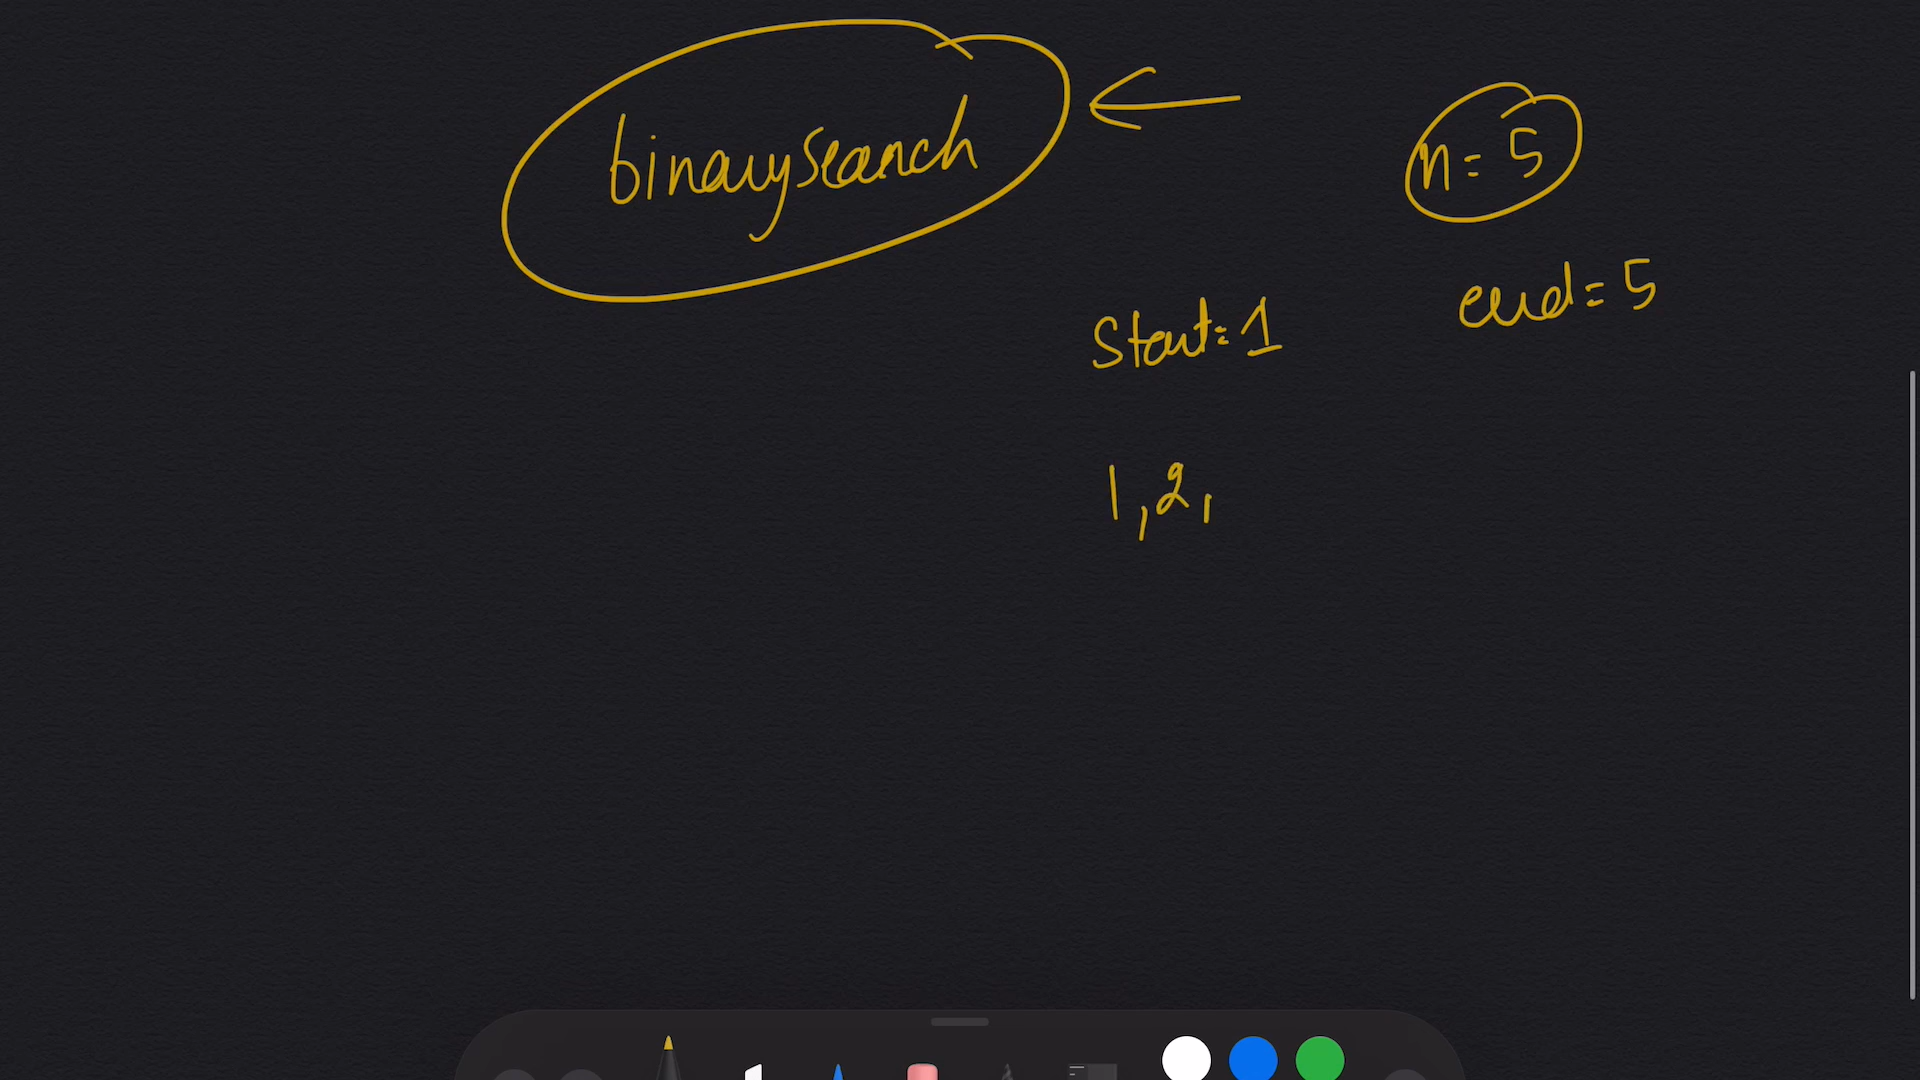 binarysearch
n = 5
end = 5
Start = 1
1, 2,